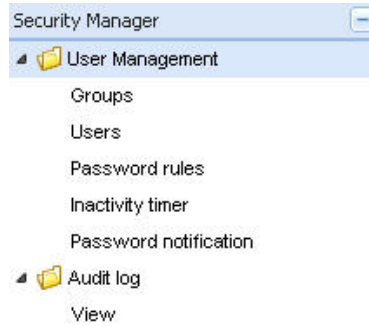 Security Manager
User Management
Groups
Users
Password rules
Inactivity timer
Password notification
Audit log
View